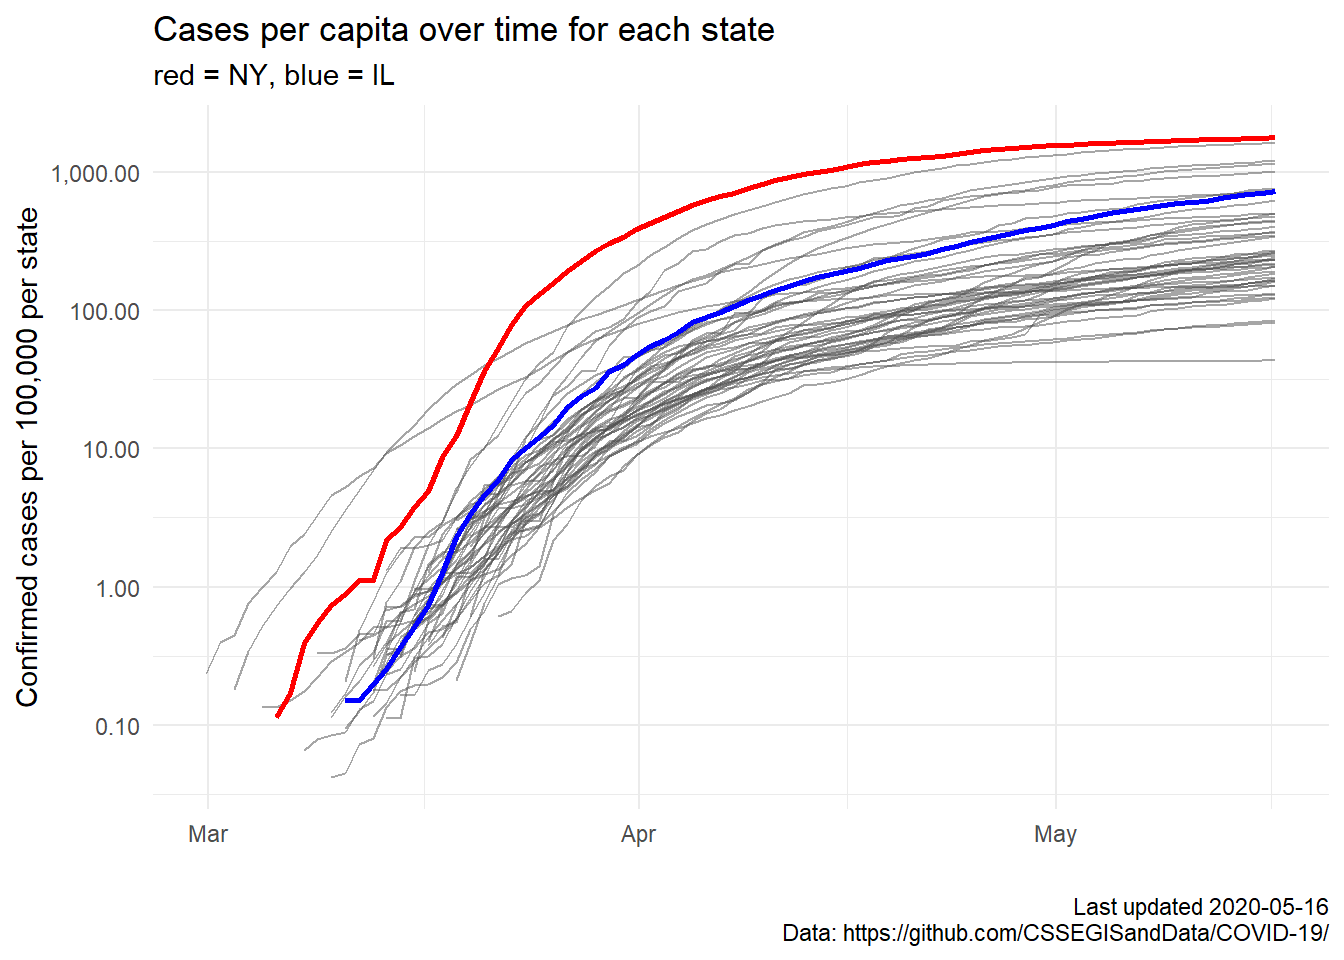 Cases per capita over time for each state
red = NY, blue = IL
Confirmed cases per 100,000 per state
1,000.00
100.00
10.00
1.00
0.10
Mar
Apr
May
Last updated 2020-05-16
Data: https://github.com/CSSEGISandData/COVID-19/